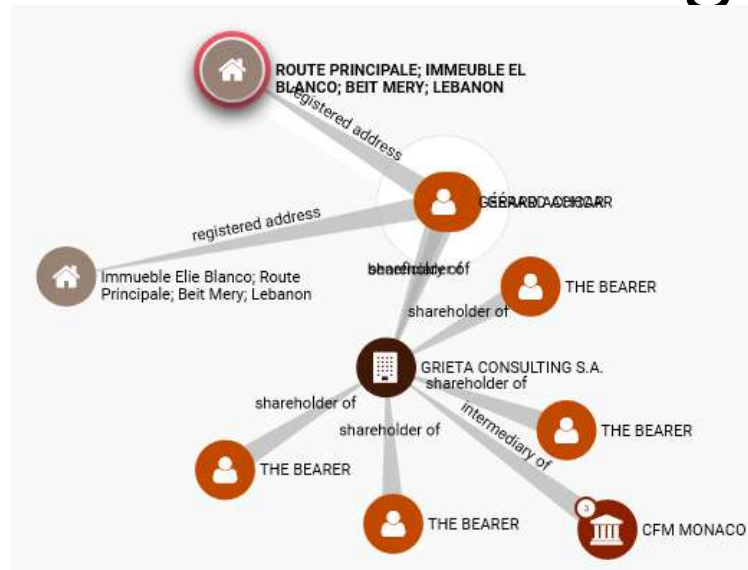 ROUTE PRINCIPALE; IMMEUBLE EL
BLANCO; BEIT MERY; LEBANON
registered address
registered address
Immueble Elie Blanco; Route
Principale; Beit Mery; Lebanon
shareholder of
THE BEARER
shareholder of
GRIETA CONSULTING S.A.
shareholder of
shareholder of
intermediary of
THE BEARER
shareholder of
THE BEARER
THE BEARER
3
CFM MONACO